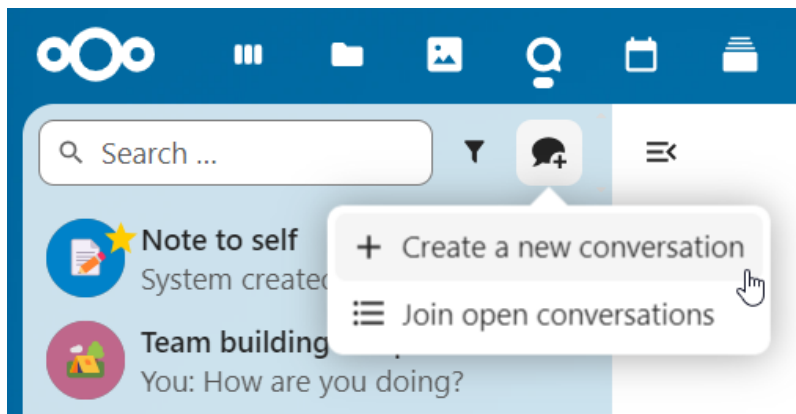 Search ...
Note to self
System created
Create a new conversation
Join open conversations
Team building
You: How are you doing?